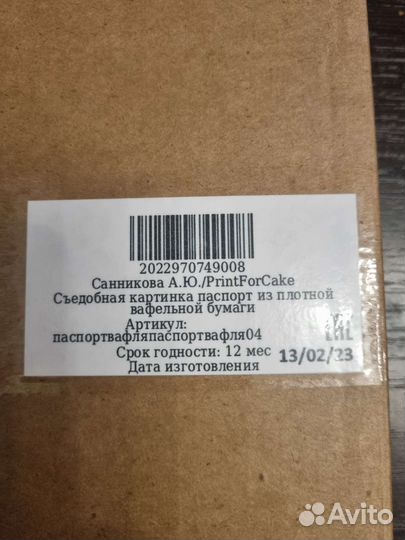 2022970749008
Санникова А.Ю./PrintForCake
Съедобная картинка паспорт из плотной
вафельной бумаги
Артикул:
паспортвафляпаспортвафля04
EAC
Срок годности: 12 мес 13/02/23
Дата изготовления
Avito